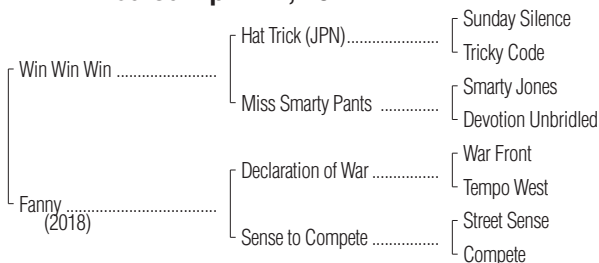 Sunday Silence
Hat Trick (JPN)....................
Tricky Code
Win Win Win ......................
Smarty Jones
Miss Smarty Pants .............
Devotion Unbridled
War Front
Declaration of War ...............
Tempo West
Fanny .................................
(2018)
Street Sense
Sense to Compete ...............
Compete